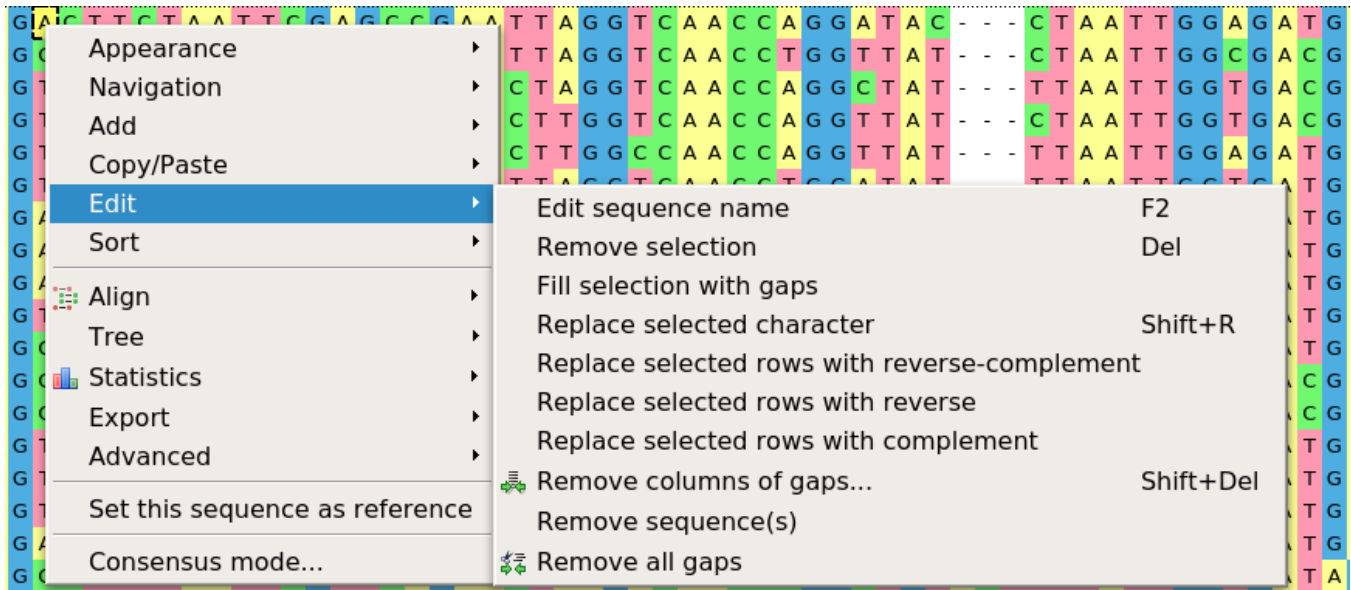 G A C T T C T A A T T C G A G C C G A A T T A G G T C A A C C A G G A T A C - - - C T A A T T G G A G A T G
G T T A G G T C A A C C T G G T T A T - - - C T A A T T G G C G A C G
G C T A G G T C A A C C A G G C T A T - - - T T A A T T G G T G A C G
G C T T G G T C A A C C A G G T T A T - - - C T A A T T G G T G A C G
G C T T G G C C A A C C A G G T T A T - - - T T A A T T G G A G A T G
G T G
G T G
G T G
G T G
G T G
G T G
G C G
G C G
G T G
G T G
G T G
G T G
G T A
Appearance
Navigation
Add
Copy/Paste
Edit
Sort
Align
Tree
Statistics
Export
Advanced
Set this sequence as reference
Consensus mode...
Edit sequence name F2
Remove selection Del
Fill selection with gaps
Replace selected character Shift+R
Replace selected rows with reverse-complement
Replace selected rows with reverse
Replace selected rows with complement
Remove columns of gaps... Shift+Del
Remove sequence(s)
Remove all gaps